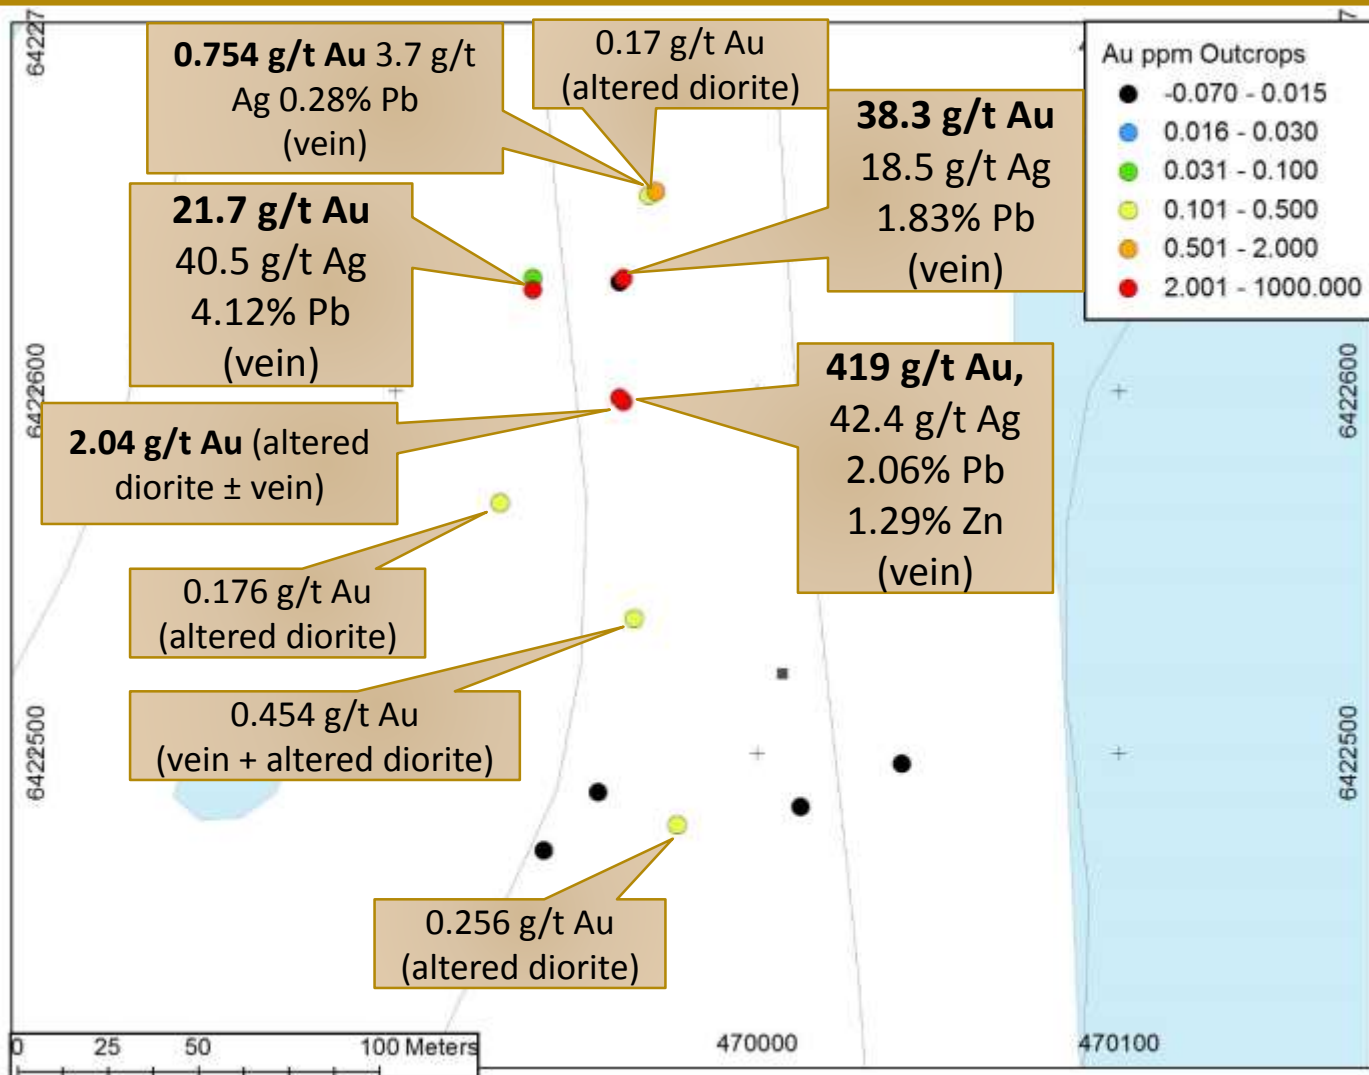 64227
7
0.754 g/t Au 3.7 g/t
Ag 0.28% Pb
(vein)
0.17 g/t Au
(altered diorite)
38.3 g/t Au
18.5 g/t Ag
1.83% Pb
(vein)
Au ppm Outcrops
-0.070 - 0.015
0.016 - 0.030
0.031 - 0.100
0.101 - 0.500
0.501 - 2.000
2.001 - 1000.000
21.7 g/t Au
40.5 g/t Ag
4.12% Pb
(vein)
6422600
6422600
419 g/t Au,
42.4 g/t Ag
2.06% Pb
1.29% Zn
(vein)
2.04 g/t Au (altered
diorite ± vein)
0.176 g/t Au
(altered diorite)
0.454 g/t Au
(vein + altered diorite)
6422500
6422500
0.256 g/t Au
(altered diorite)
0 25 50 100 Meters
470000
470100